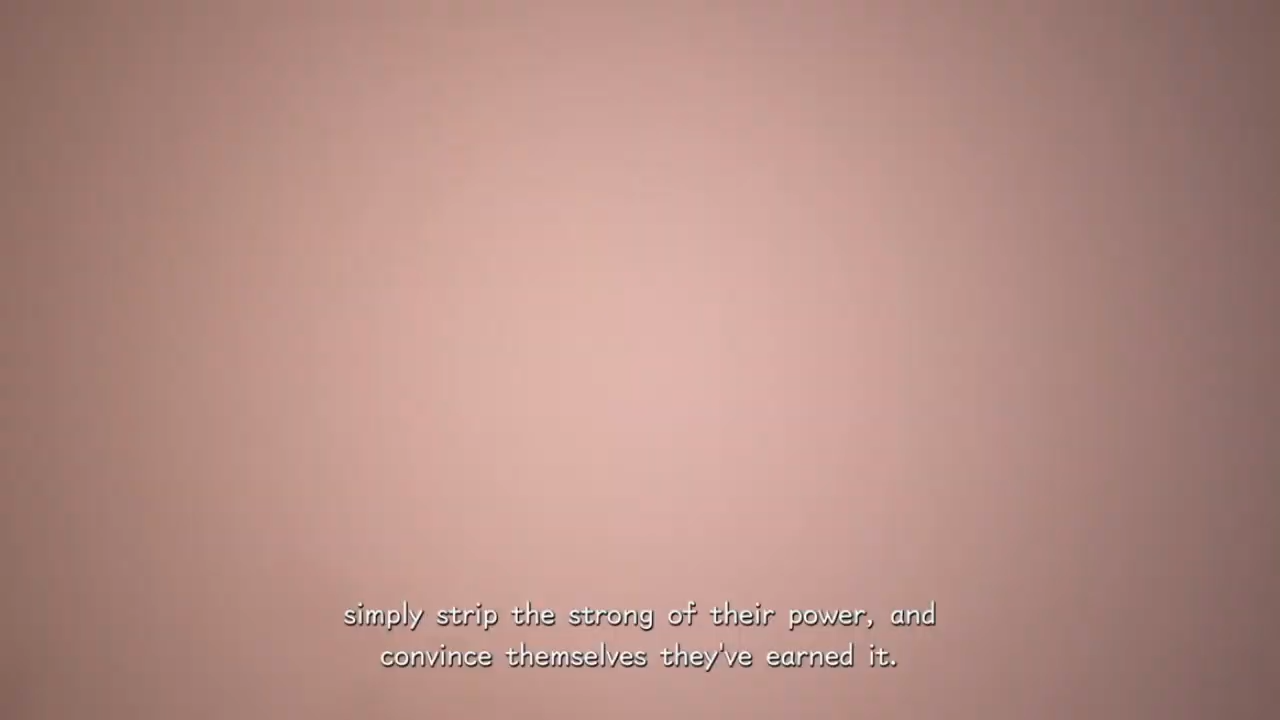 simply strip the strong of their power, and
convince themselves they've earned it.